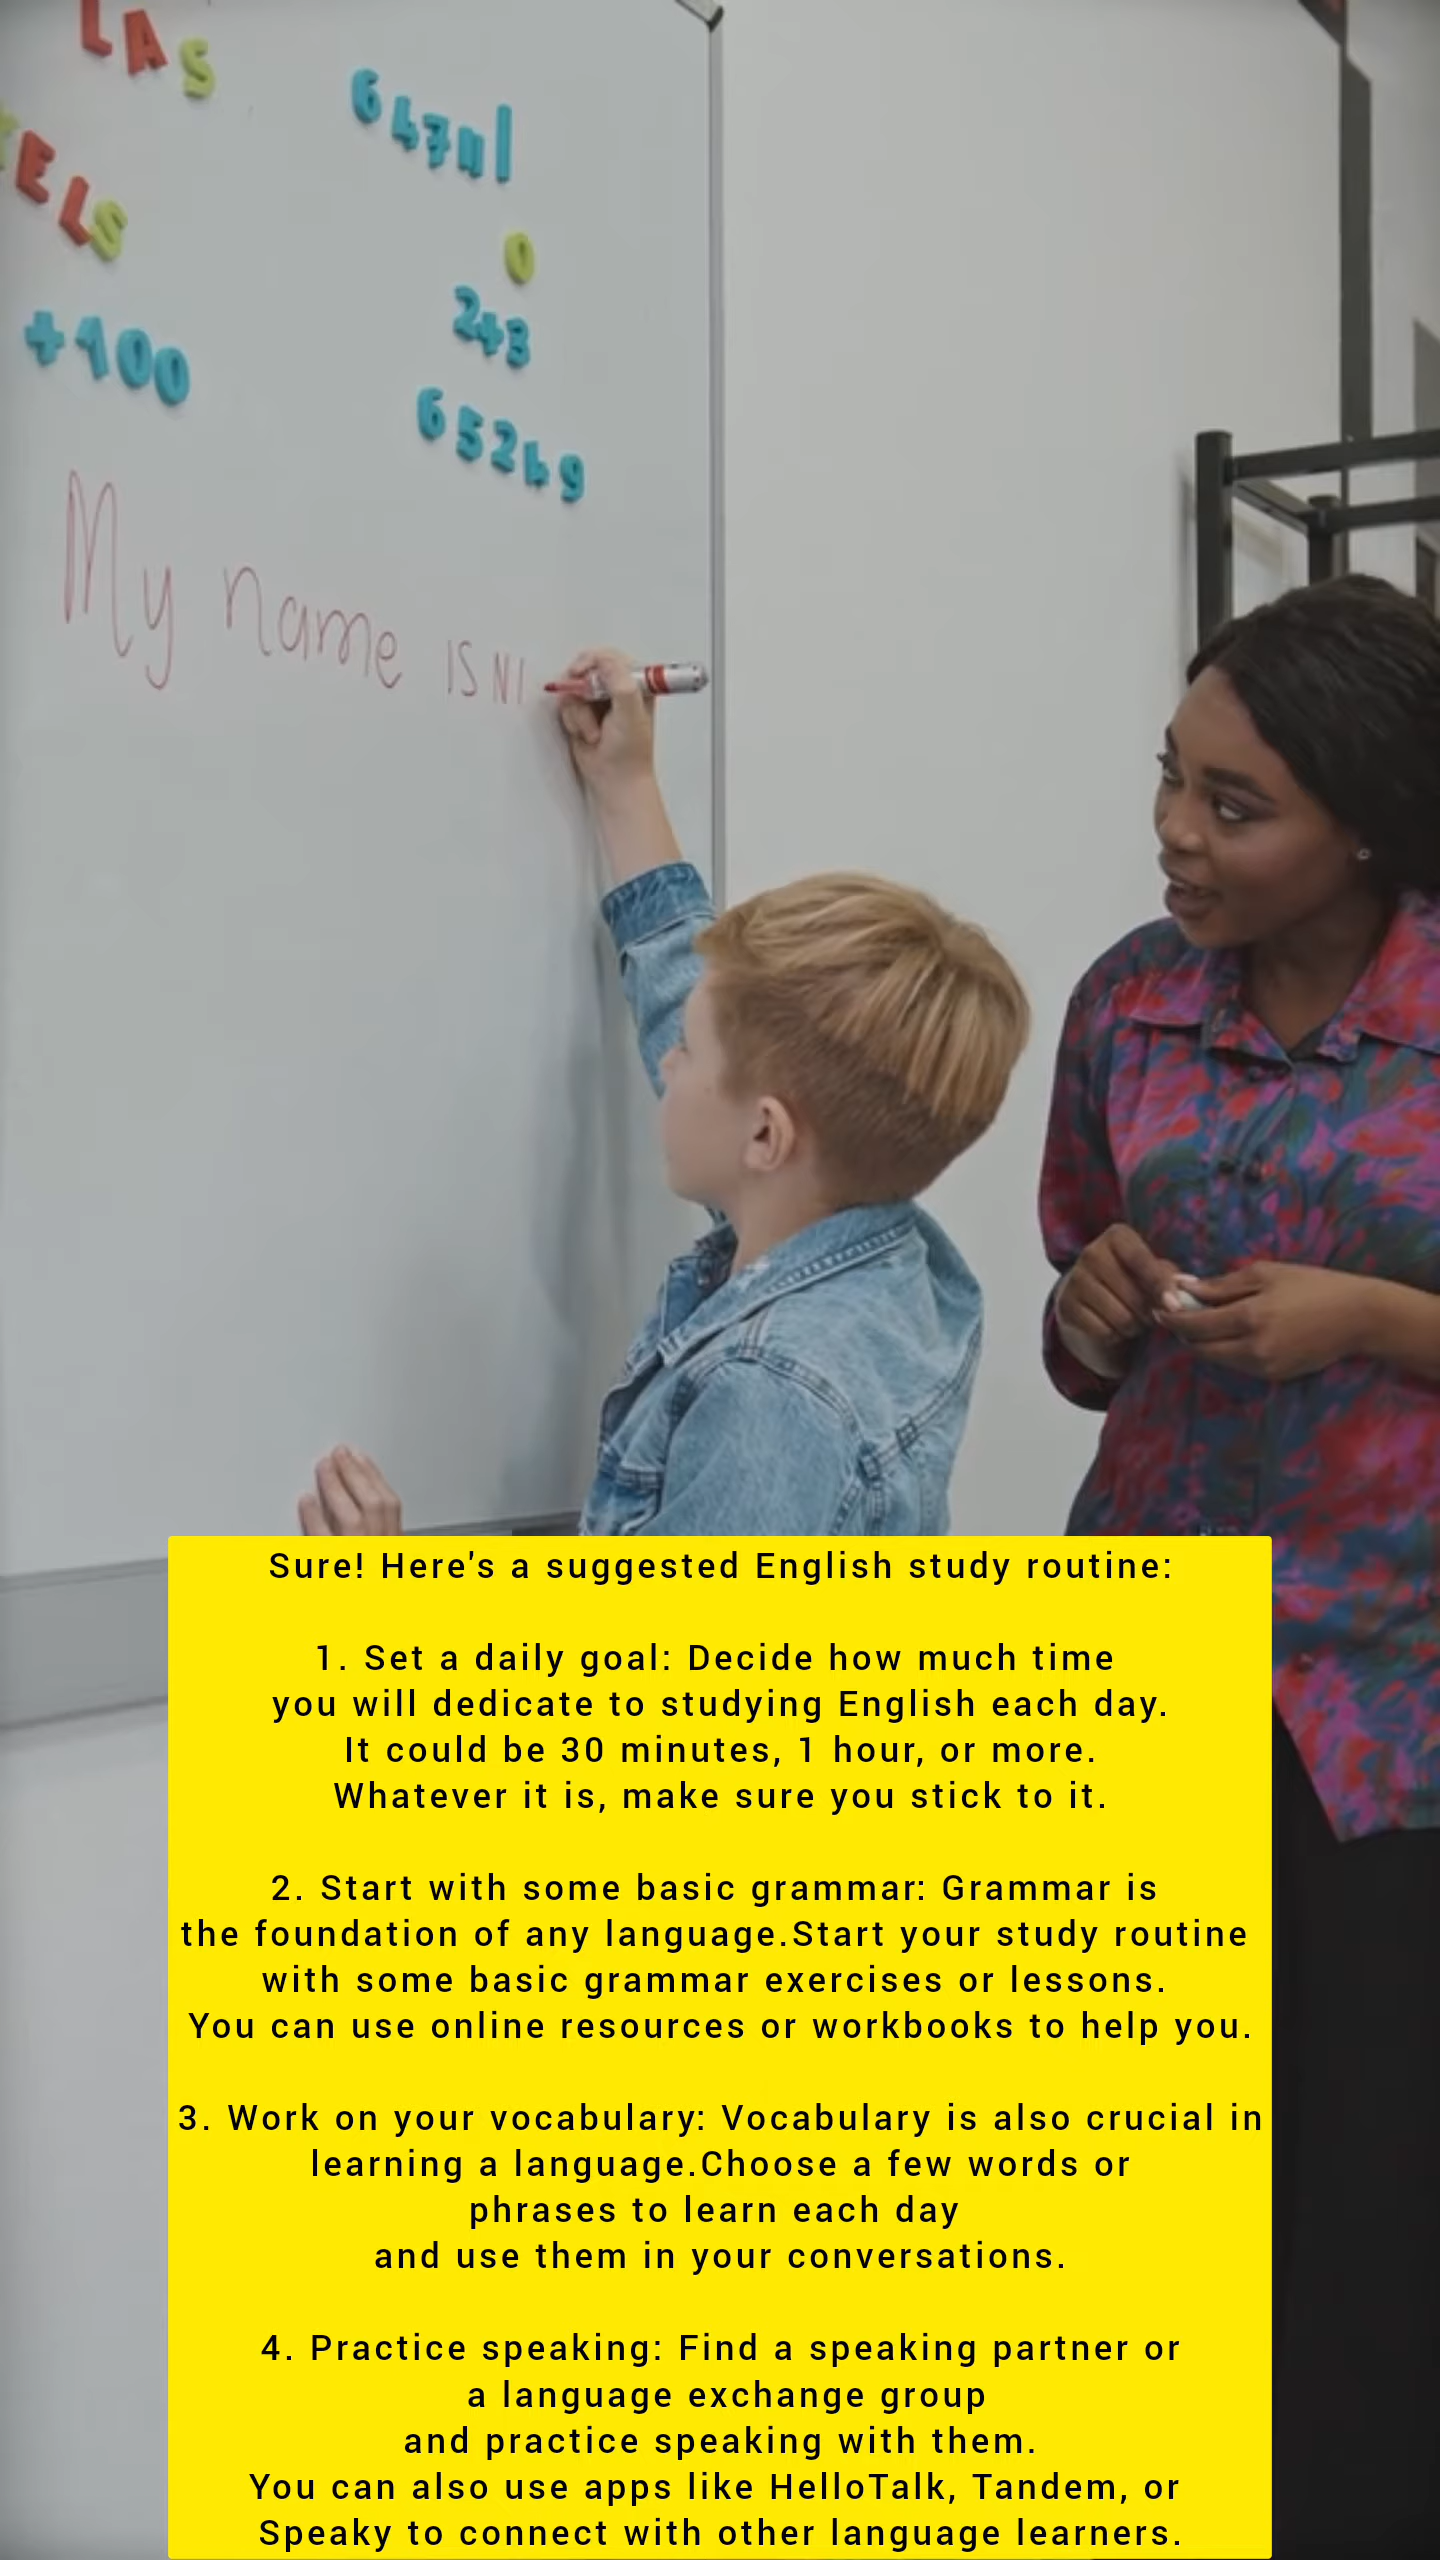 LAS
ELS
+100
0
243
My name IS NI
Sure! Here's a suggested English study routine:
1. Set a daily goal: Decide how much time
you will dedicate to studying English each day.
It could be 30 minutes, 1 hour, or more.
Whatever it is, make sure you stick to it.
2. Start with some basic grammar: Grammar is
the foundation of any language.Start your study routine
with some basic grammar exercises or lessons.
You can use online resources or workbooks to help you.
3. Work on your vocabulary: Vocabulary is also crucial in
learning a language.Choose a few words or
phrases to learn each day
and use them in your conversations.
4. Practice speaking: Find a speaking partner or
a language exchange group
and practice speaking with them.
You can also use apps like HelloTalk, Tandem, or
Speaky to connect with other language learners.